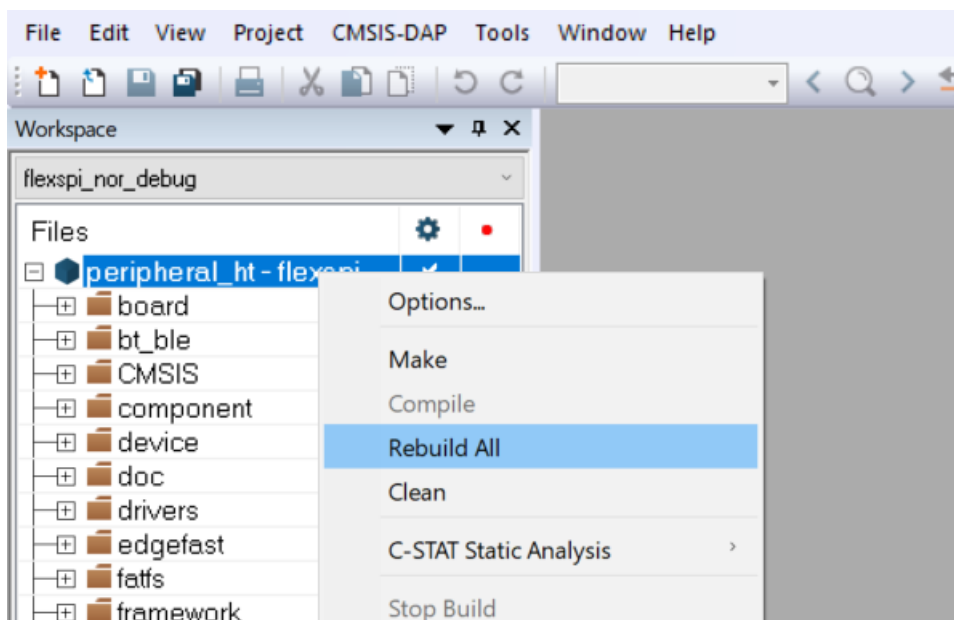 File Edit View Project CMSIS-DAP Tools Window Help
Workspace
flexspi_nor_debug
Files
peripheral_ht - flexspi
board
bt_ble
CMSIS
component
device
doc
drivers
edgefast
fatfs
framework
Options...
Make
Compile
Rebuild All
Clean
C-STAT Static Analysis
Stop Build